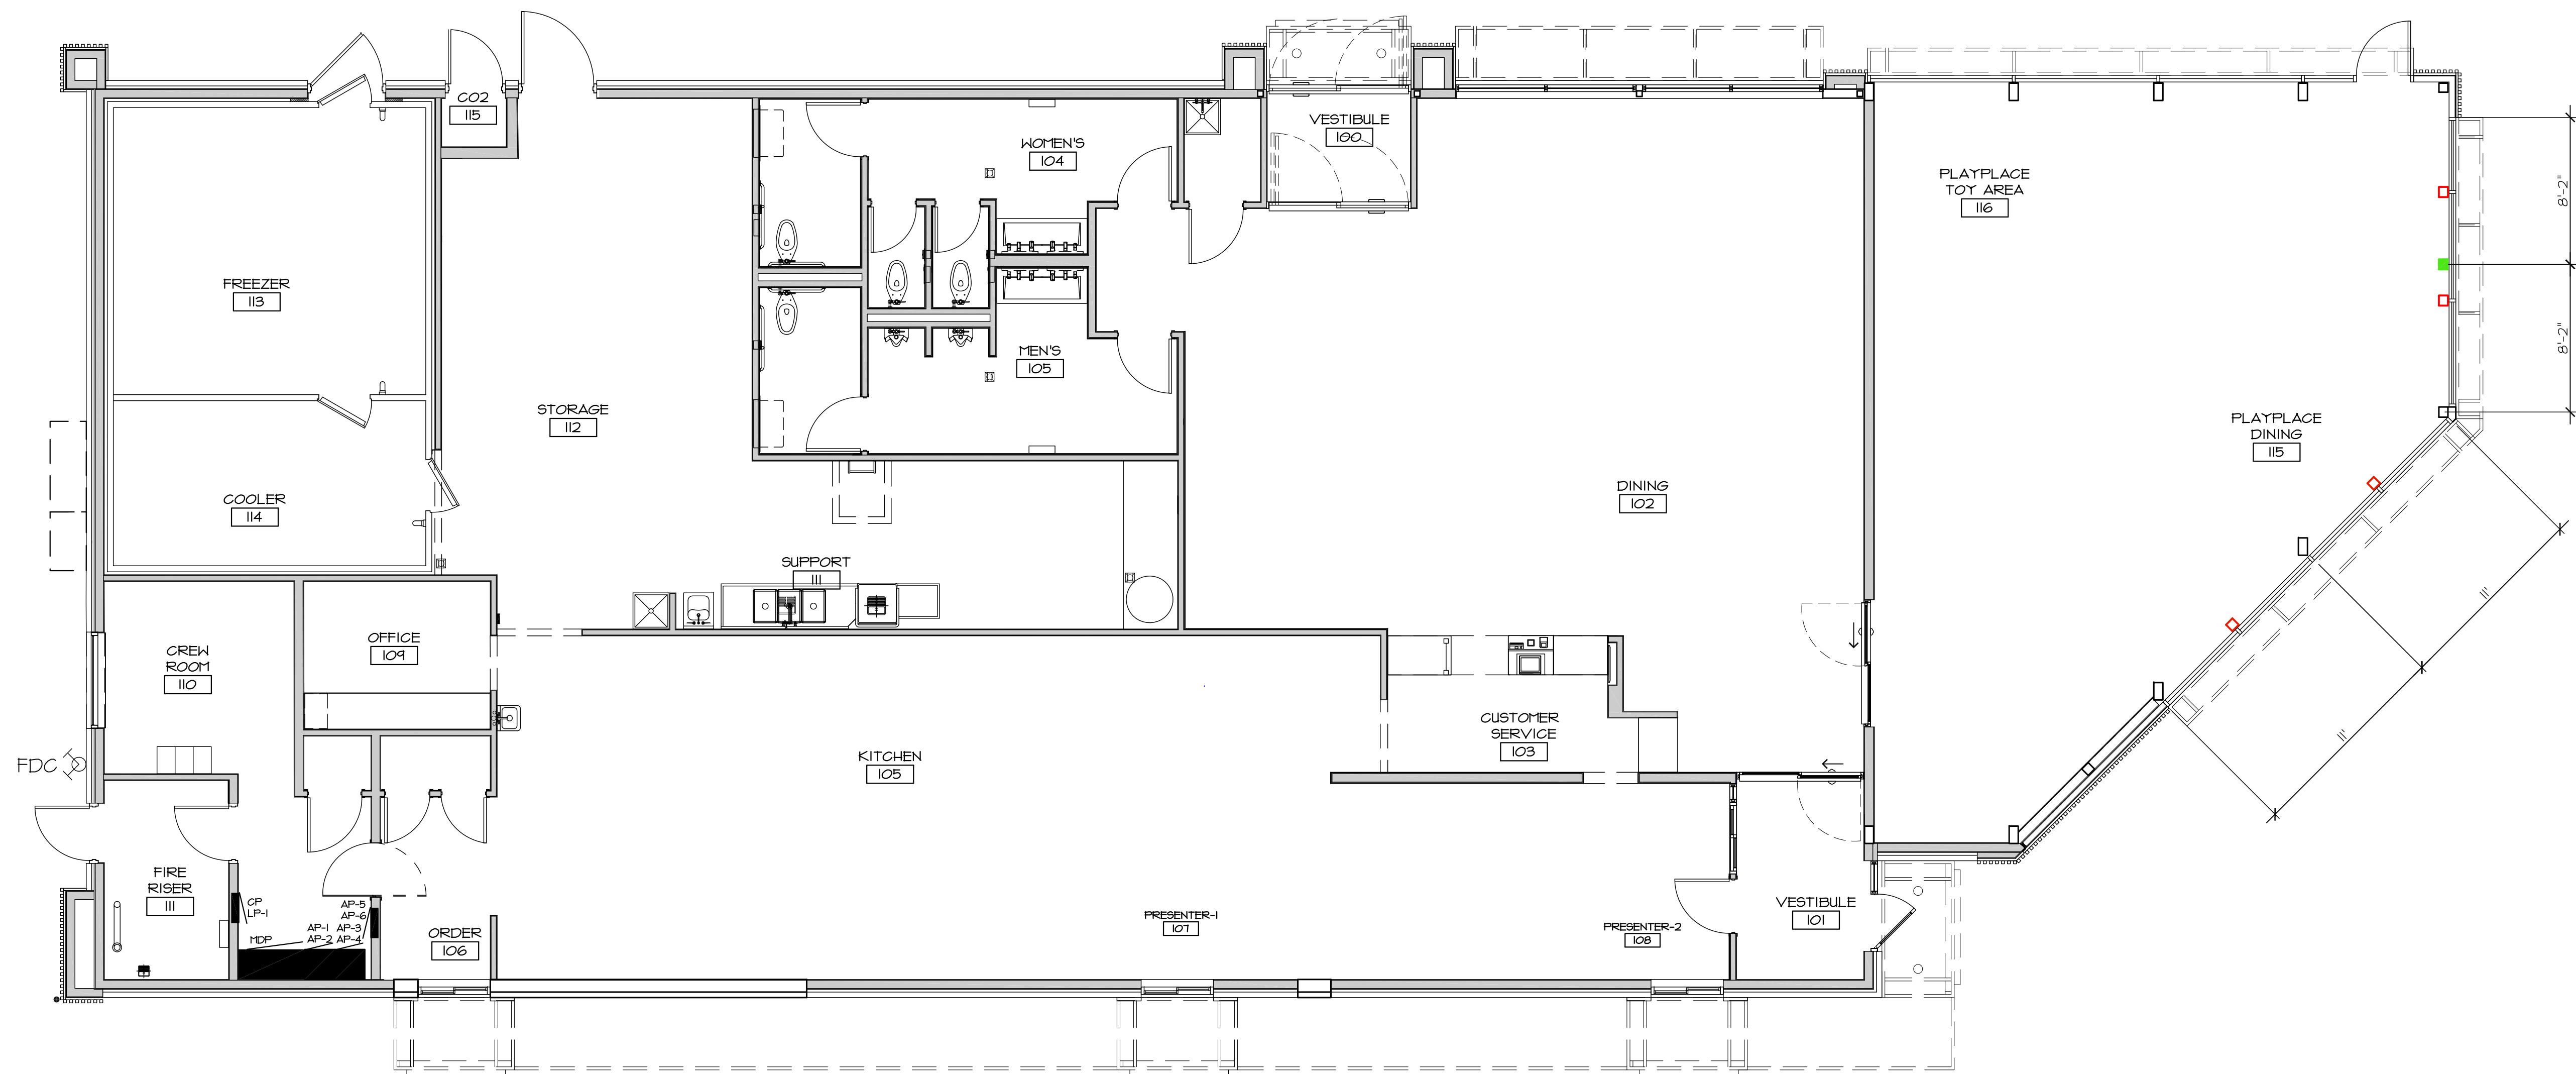 CO2
115
VESTIBULE
100
WOMEN'S
104
PLAYPLACE
TOY AREA
116
8'-2"
FREEZER
113
8'-2"
MEN'S
105
STORAGE
112
PLAYPLACE
DINING
115
COOLER
114
DINING
102
SUPPORT
111
11'
OFFICE
109
CREW
ROOM
110
CUSTOMER
SERVICE
103
11'
KITCHEN
105
FDC
FIRE
RISER
111
CP
LP-1
AP-5
AP-6
AP-1 AP-3
AP-2 AP-4
MDP
ORDER
106
PRESENTER-1
107
PRESENTER-2
108
VESTIBULE
101